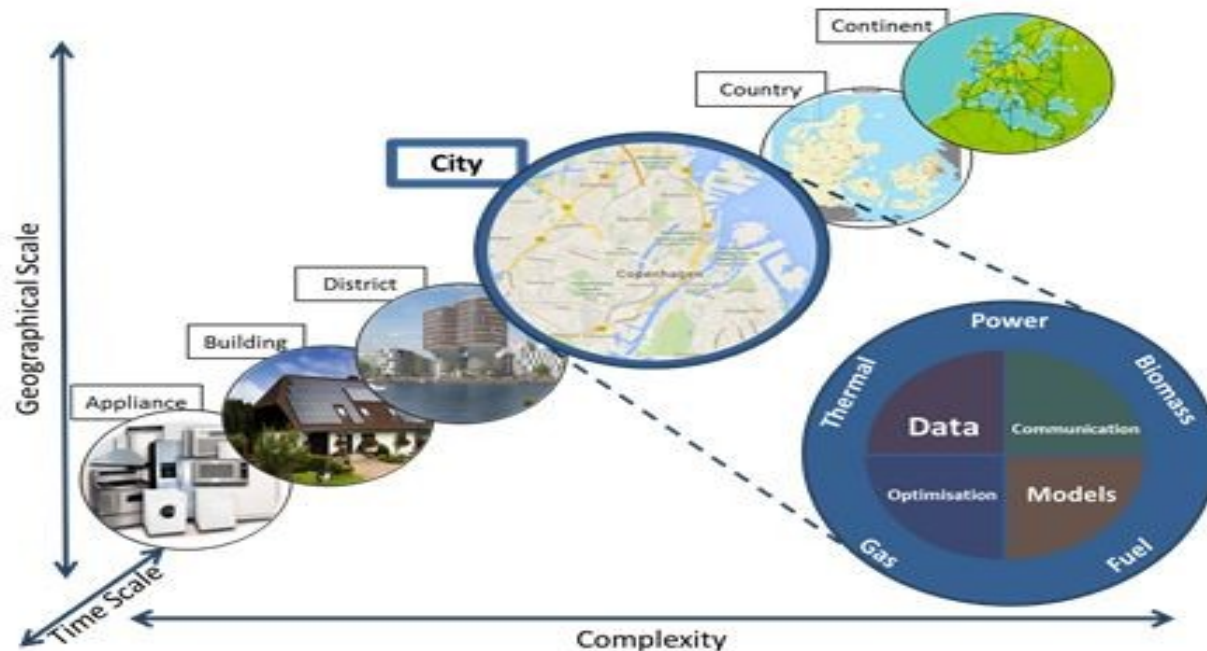 Continent
Country
City
Geographical Scale
District
Copenhagen
Building
Appliance
Power
Thermal
Biomass
Data
Communication
Optimisation
Models
Gas
Fuel
Time Scale
Complexity